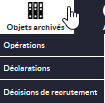 Objets archivés
Opérations
Déclarations
Décisions de recrutement